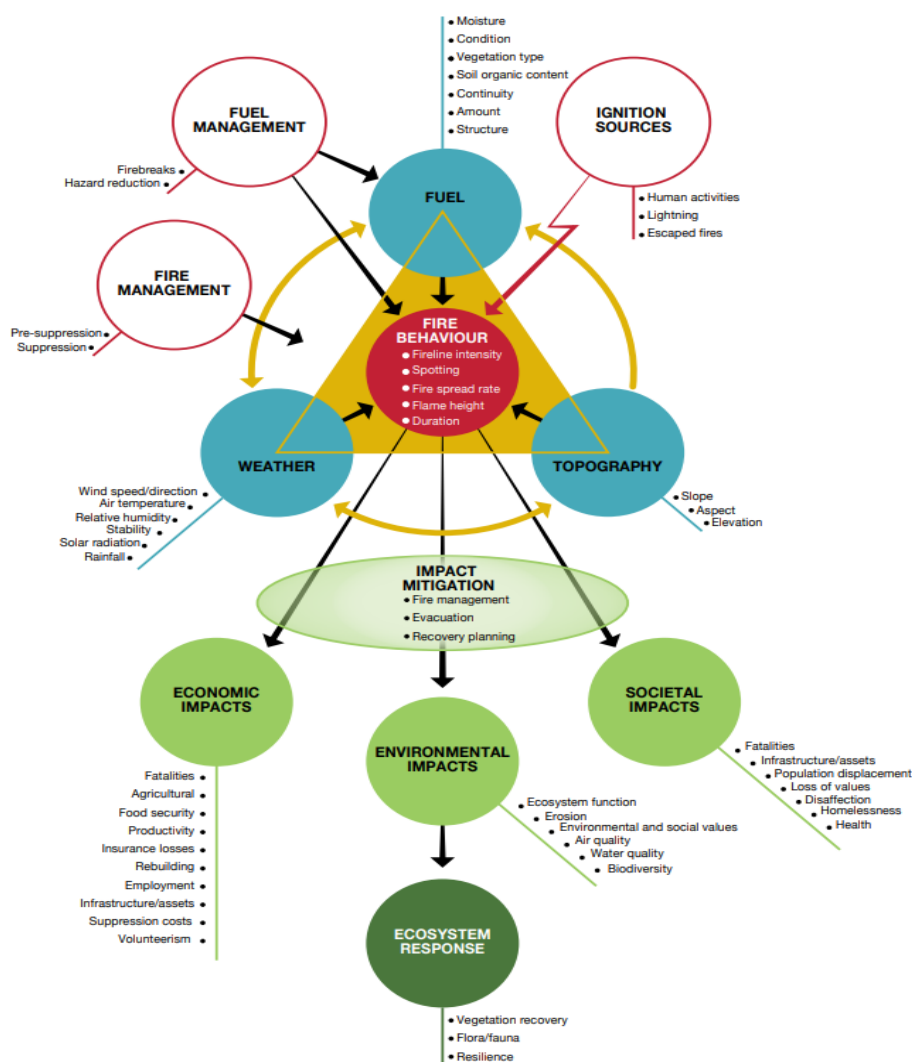 Moisture
Condition
Vegetation type
Soil organic content
Continuity
Amount
Structure
FUEL
MANAGEMENT
Firebreaks
Hazard reduction
IGNITION
SOURCES
Human activities
Lightning
Escaped fires
FUEL
FIRE
MANAGEMENT
Pre-suppression
Suppression
FIRE
BEHAVIOUR
Fireline intensity
Spotting
Fire spread rate
Flame height
Duration
WEATHER
Wind speed/direction
Air temperature
Relative humidity
Stability
Solar radiation
Rainfall
TOPOGRAPHY
Slope
Aspect
Elevation
IMPACT
MITIGATION
Fire management
Evacuation
Recovery planning
ECONOMIC
IMPACTS
Fatalities
Agricultural
Food security
Productivity
Insurance losses
Rebuilding
Employment
Infrastructure/assets
Suppression costs
Volunteerism
ENVIRONMENTAL
IMPACTS
Ecosystem function
Erosion
Environmental and social values
Air quality
Water quality
Biodiversity
SOCIETAL
IMPACTS
Fatalities
Infrastructure/assets
Population displacement
Loss of values
Disaffection
Homelessness
Health
ECOSYSTEM
RESPONSE
Vegetation recovery
Flora/fauna
Resilience